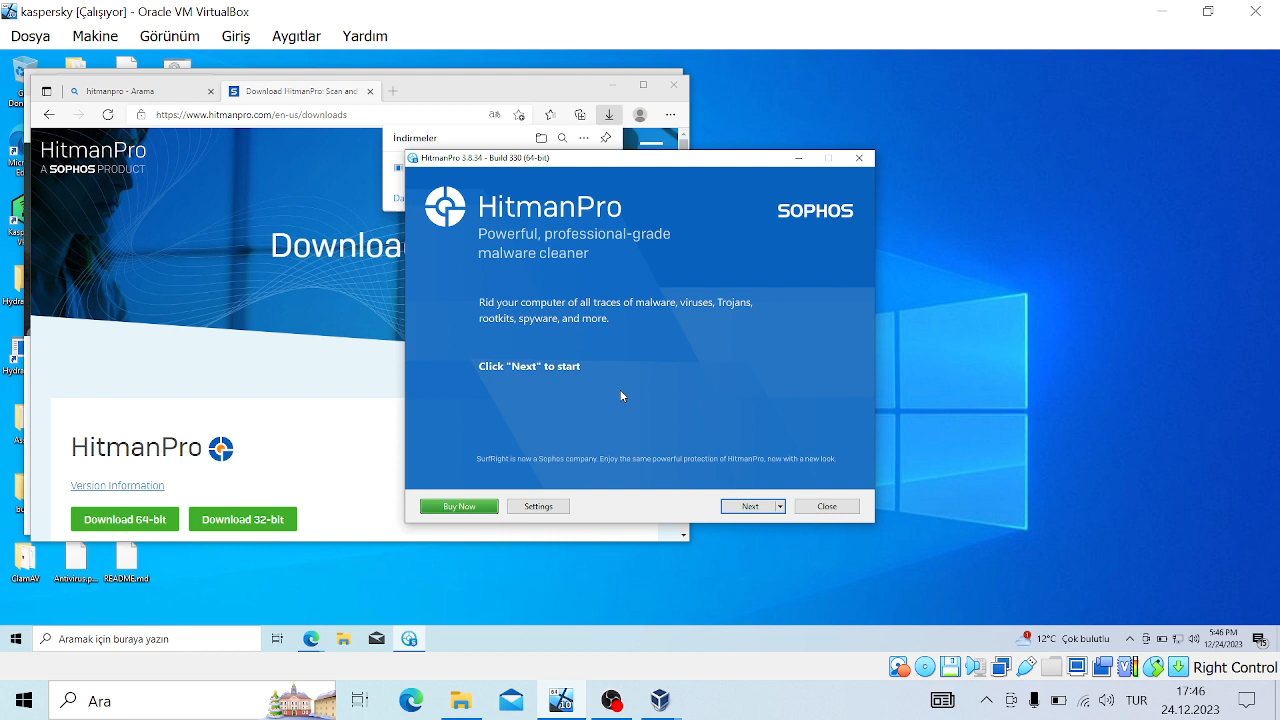 kaspersky [Çalışıyor] - Oracle VM VirtualBox
Dosya Makine Görünüm Giriş Aygıtlar Yardım
hitmanpro - Arama
Download HitmanPro: Scan and
https://www.hitmanpro.com/en-us/downloads
İndirmeler
HitmanPro
A SOPHOS PRODUCT
HitmanPro 3.8.34 - Build 330 (64-bit)
HitmanPro
SOPHOS
Powerful, professional-grade
malware cleaner
Rid your computer of all traces of malware, viruses, Trojans,
rootkits, spyware, and more.
Click "Next" to start
SurfRight is now a Sophos company. Enjoy the same powerful protection of HitmanPro, now with a new look.
Buy Now Settings Next Close
HitmanPro
Version Information
Download 64-bit Download 32-bit
ClamAV Antivirus.p... README.md
Aramak için buraya yazın
12°C Çok bulutlu
5:46 PM
12/24/2023
Right Control
Ara
TUR
17:46
24.12.2023